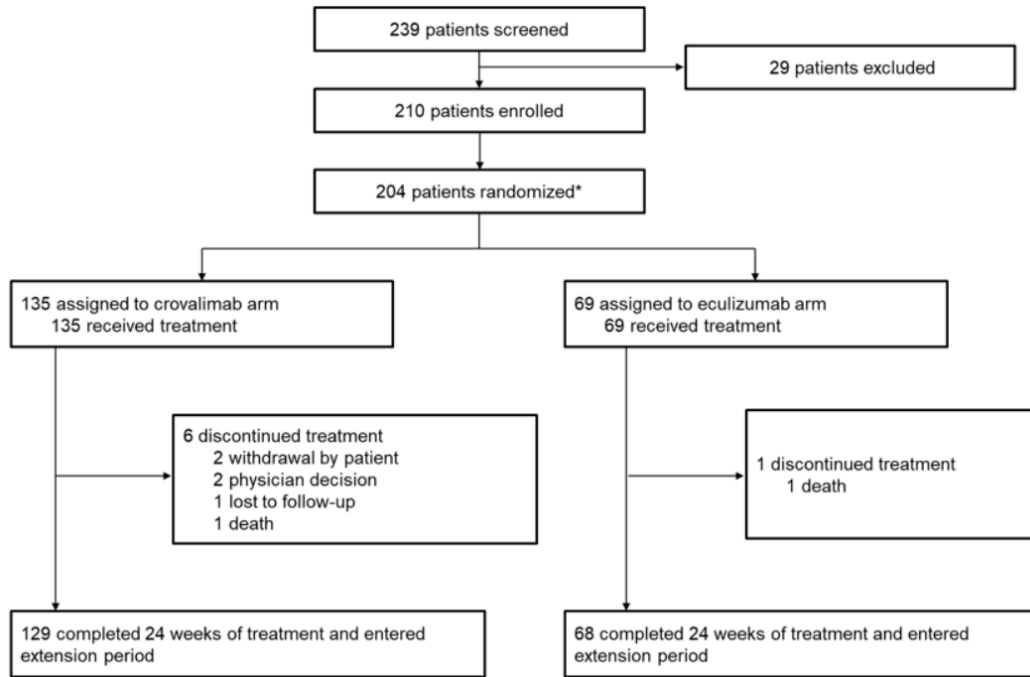 239 patients screened
29 patients excluded
210 patients enrolled
204 patients randomized*
135 assigned to crovalimab arm
135 received treatment
69 assigned to eculizumab arm
69 received treatment
6 discontinued treatment
2 withdrawal by patient
2 physician decision
1 lost to follow-up
1 death
1 discontinued treatment
1 death
129 completed 24 weeks of treatment and entered
extension period
68 completed 24 weeks of treatment and entered
extension period